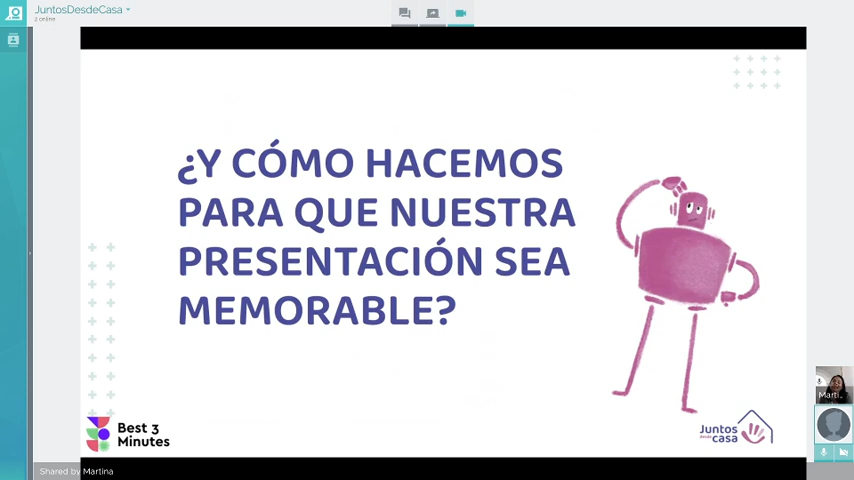 JuntosDesdeCasa
2 online
¿Y CÓMO HACEMOS
PARA QUE NUESTRA
PRESENTACIÓN SEA
MEMORABLE?
Best 3
Minutes
Juntos
desde
casa
Marti...
Shared by Martina